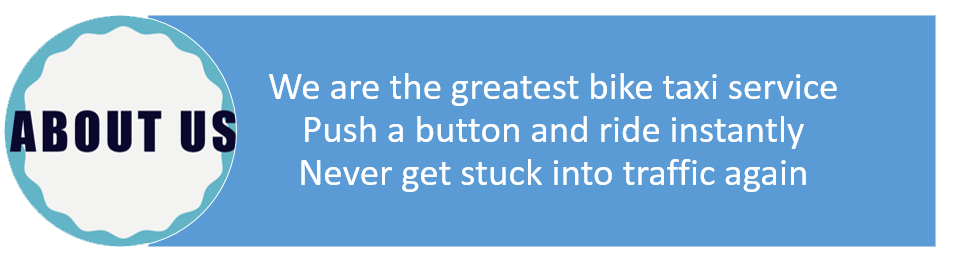 ABOUT US
We are the greatest bike taxi service
Push a button and ride instantly
Never get stuck into traffic again